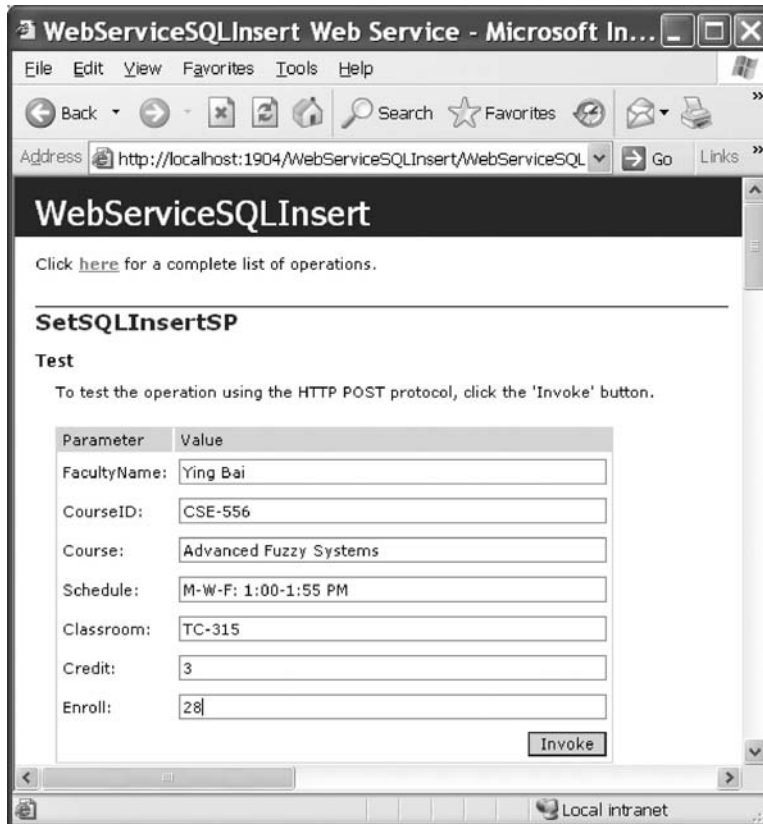 WebServiceSQLInsert Web Service - Microsoft In...
File Edit View Favorites Tools Help
Back Search Favorites »
Address http://localhost:1904/WebServiceSQLInsert/WebServiceSQL Go Links »
WebServiceSQLInsert
Click here for a complete list of operations.
SetSQLInsertSP
Test
To test the operation using the HTTP POST protocol, click the 'Invoke' button.
Parameter Value
FacultyName: Ying Bai
CourseID: CSE-556
Course: Advanced Fuzzy Systems
Schedule: M-W-F: 1:00-1:55 PM
Classroom: TC-315
Credit: 3
Enroll: 28
Invoke
Local intranet